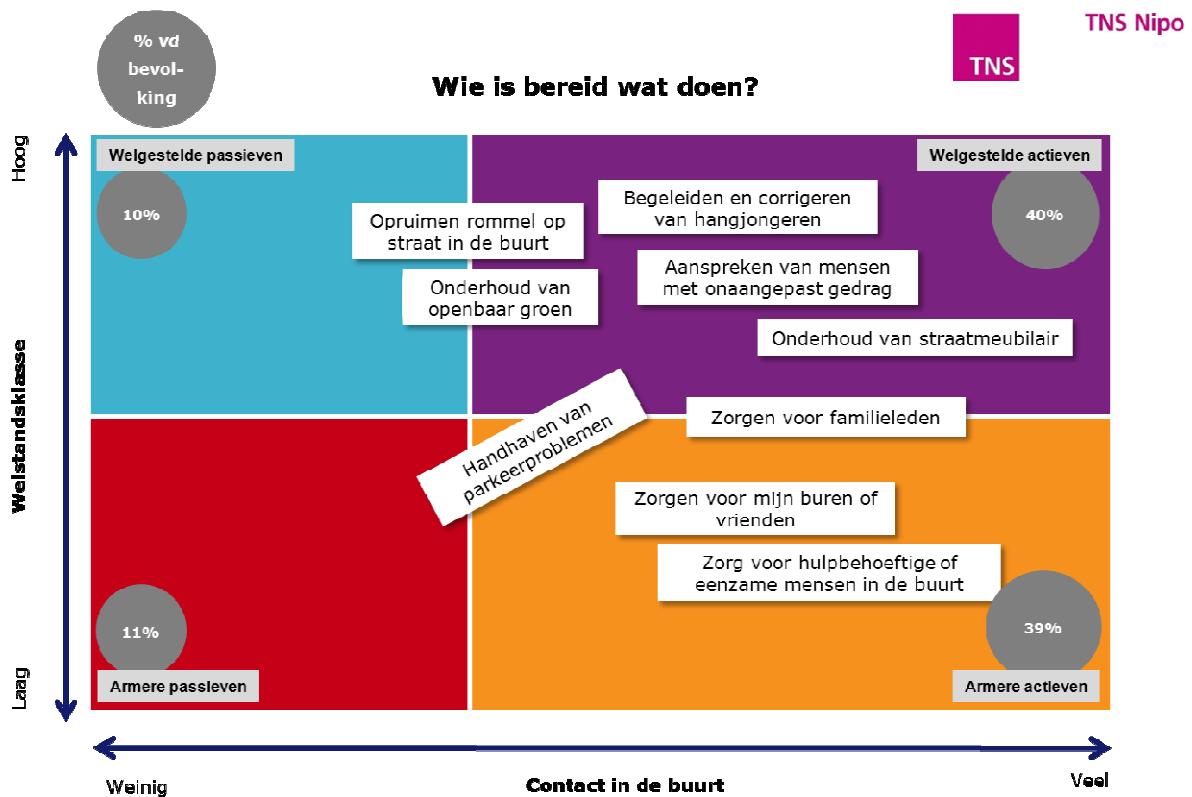 % vd
bevol-
king
TNS Nipo
TNS
Wie is bereid wat doen?
Hoog
Welstandsklasse
Laag
Welgestelde passieven
10%
Welgestelde actieven
40%
Opruimen rommel op
straat in de buurt
Begeleiden en corrigeren
van hangjongeren
Onderhoud van
openbaar groen
Aanspreken van mensen
met onaangepast gedrag
Onderhoud van straatmeubilair
Handhaven van
parkeerproblemen
Zorgen voor familieleden
Zorgen voor mijn buren of
vrienden
Zorg voor hulpbehoeftige of
eenzame mensen in de buurt
11%
Armere passieven
39%
Armere actieven
Weinig
Contact in de buurt
Veel